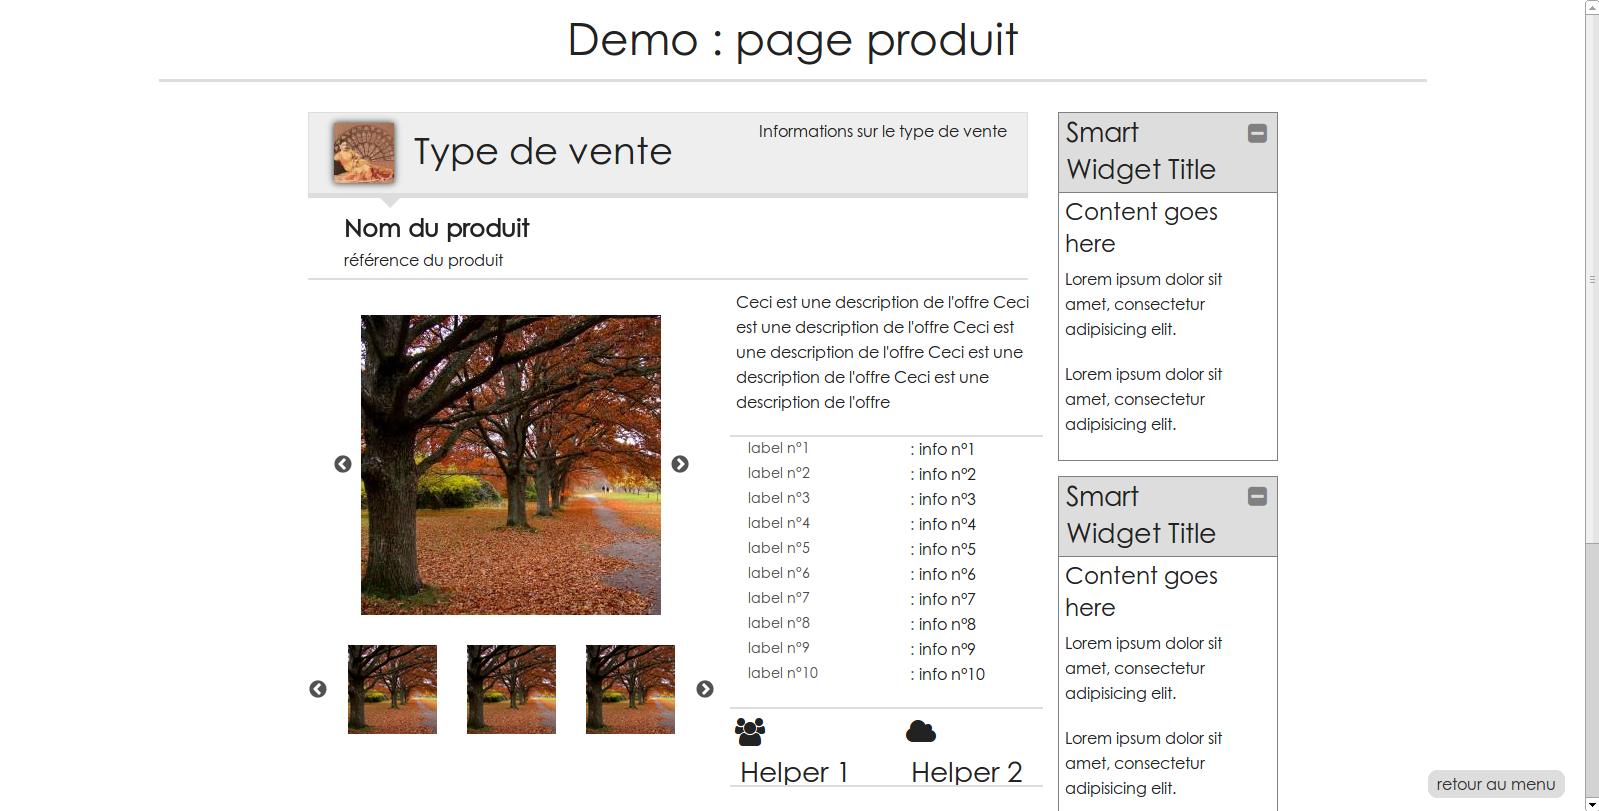 Demo : page produit
Type de vente
Informations sur le type de vente
Nom du produit
référence du produit
Ceci est une description de l'offre Ceci
est une description de l'offre Ceci est
une description de l'offre Ceci est une
description de l'offre Ceci est une
description de l'offre
label n°1 : info n°1
label n°2 : info n°2
label n°3 : info n°3
label n°4 : info n°4
label n°5 : info n°5
label n°6 : info n°6
label n°7 : info n°7
label n°8 : info n°8
label n°9 : info n°9
label n°10 : info n°10
Helper 1
Helper 2
Smart
Widget Title
Content goes
here
Lorem ipsum dolor sit
amet, consectetur
adipisicing elit.
Lorem ipsum dolor sit
amet, consectetur
adipisicing elit.
Smart
Widget Title
Content goes
here
Lorem ipsum dolor sit
amet, consectetur
adipisicing elit.
Lorem ipsum dolor sit
amet, consectetur
adipisicing elit.
retour au menu